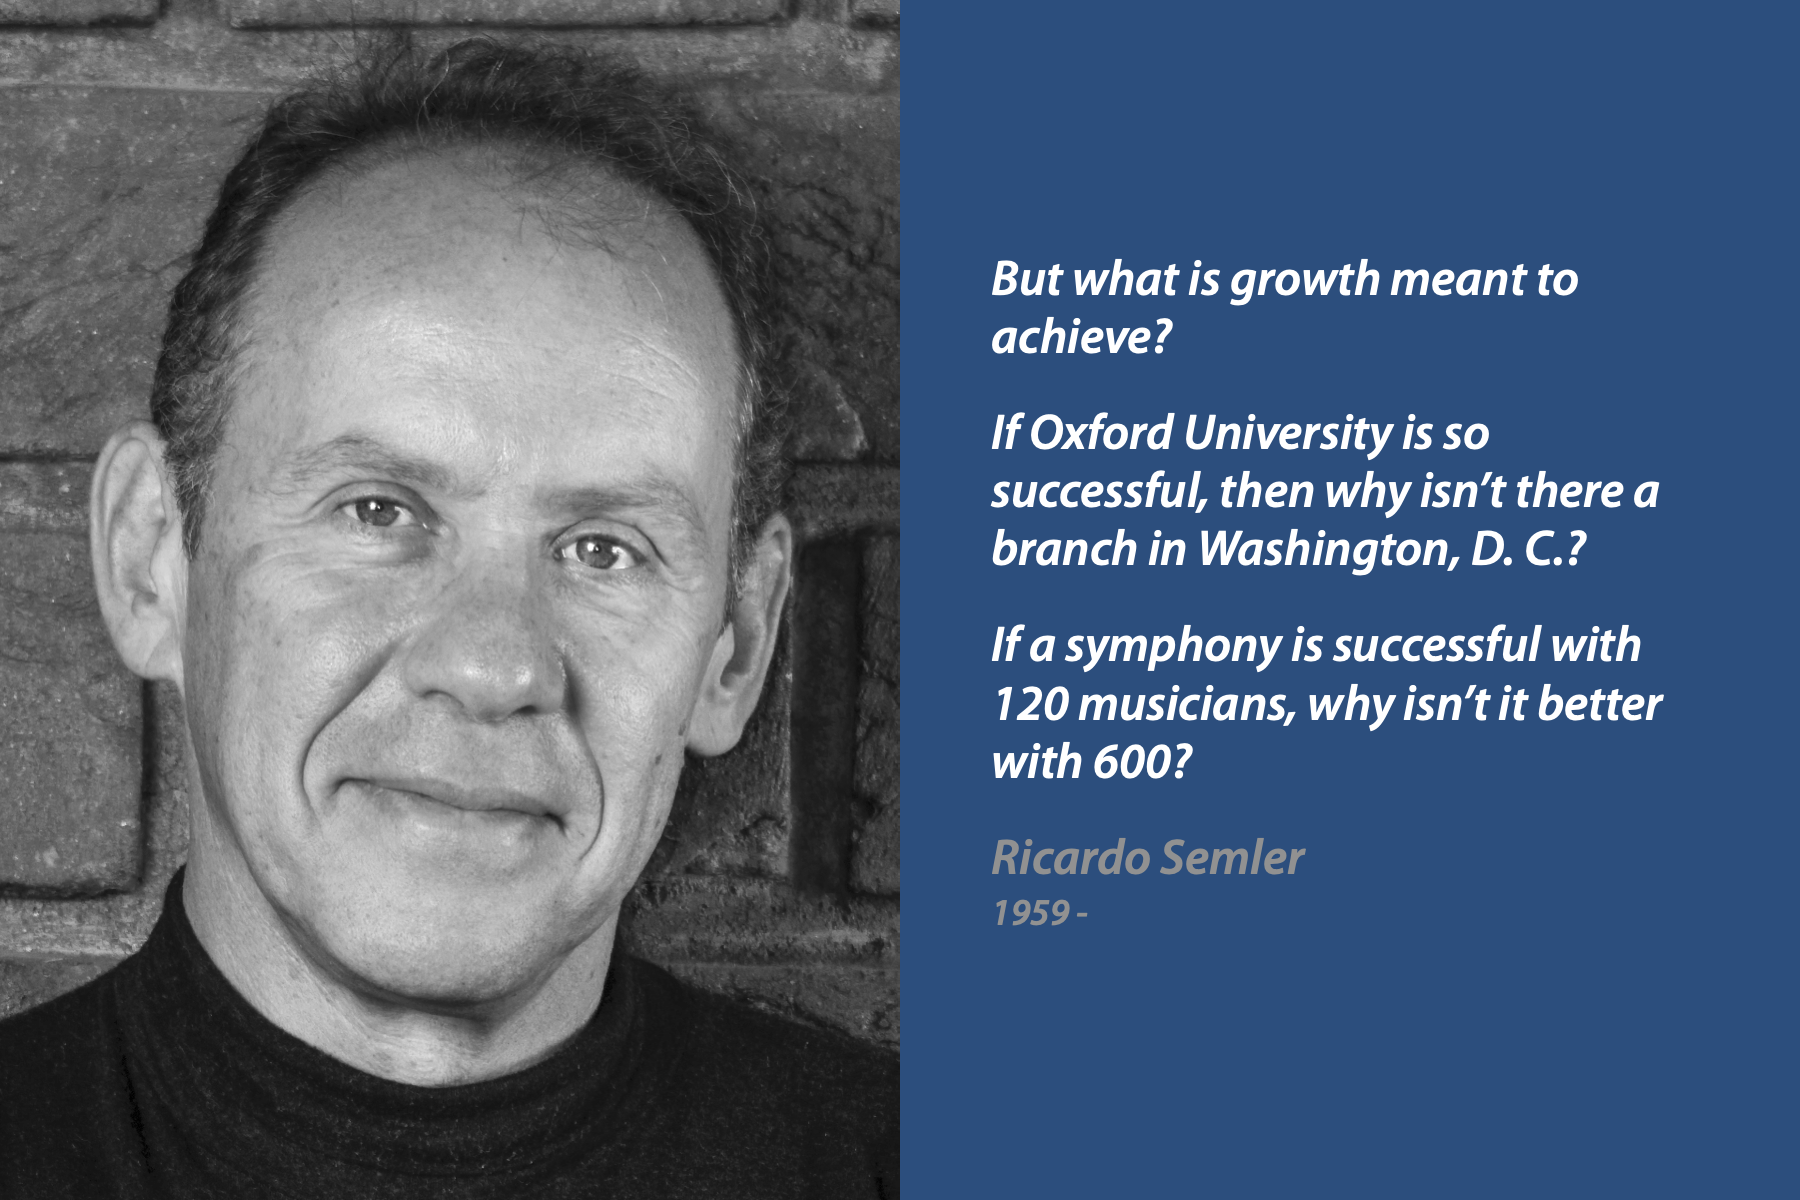 But what is growth meant to
achieve?
If Oxford University is so
successful, then why isn’t there a
branch in Washington, D. C.?
If a symphony is successful with
120 musicians, why isn’t it better
with 600?
Ricardo Semler
1959 -